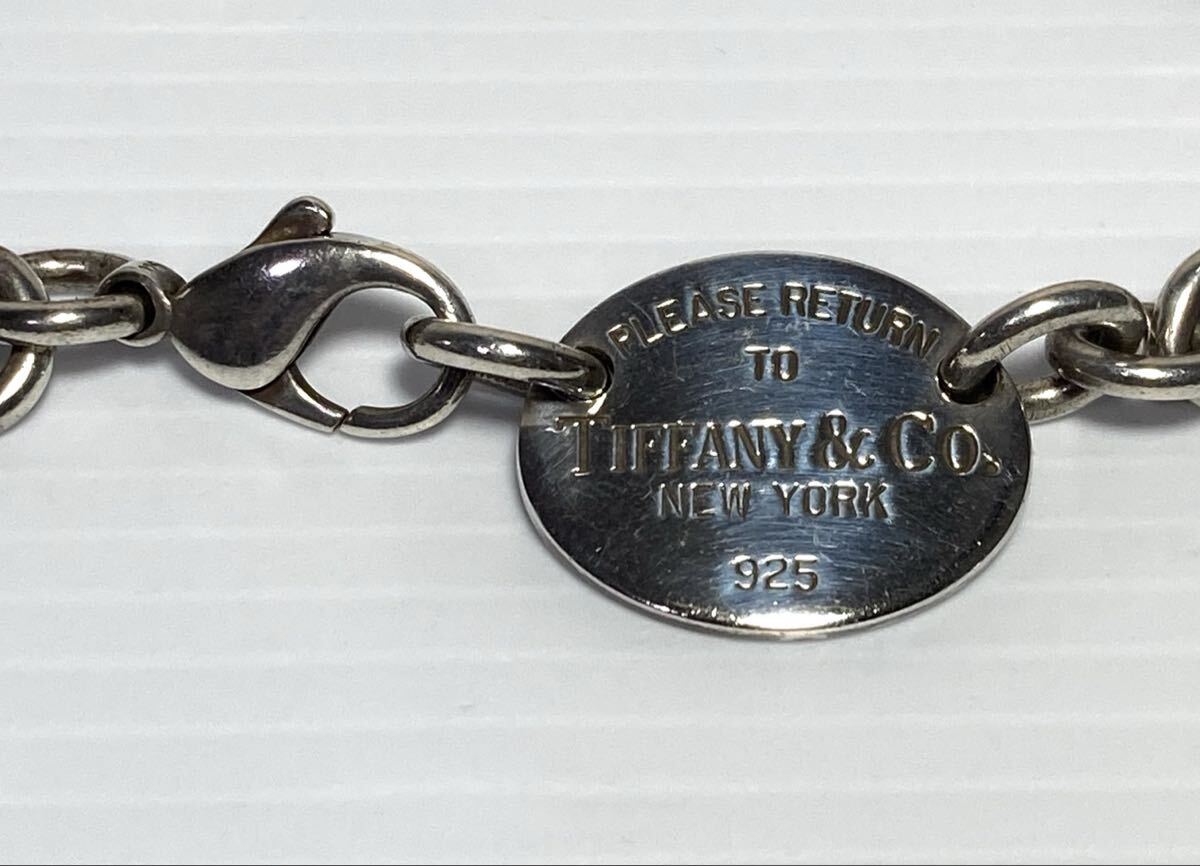 PLEASE RETURN
TO
TIFFANY & CO.
NEW YORK
925